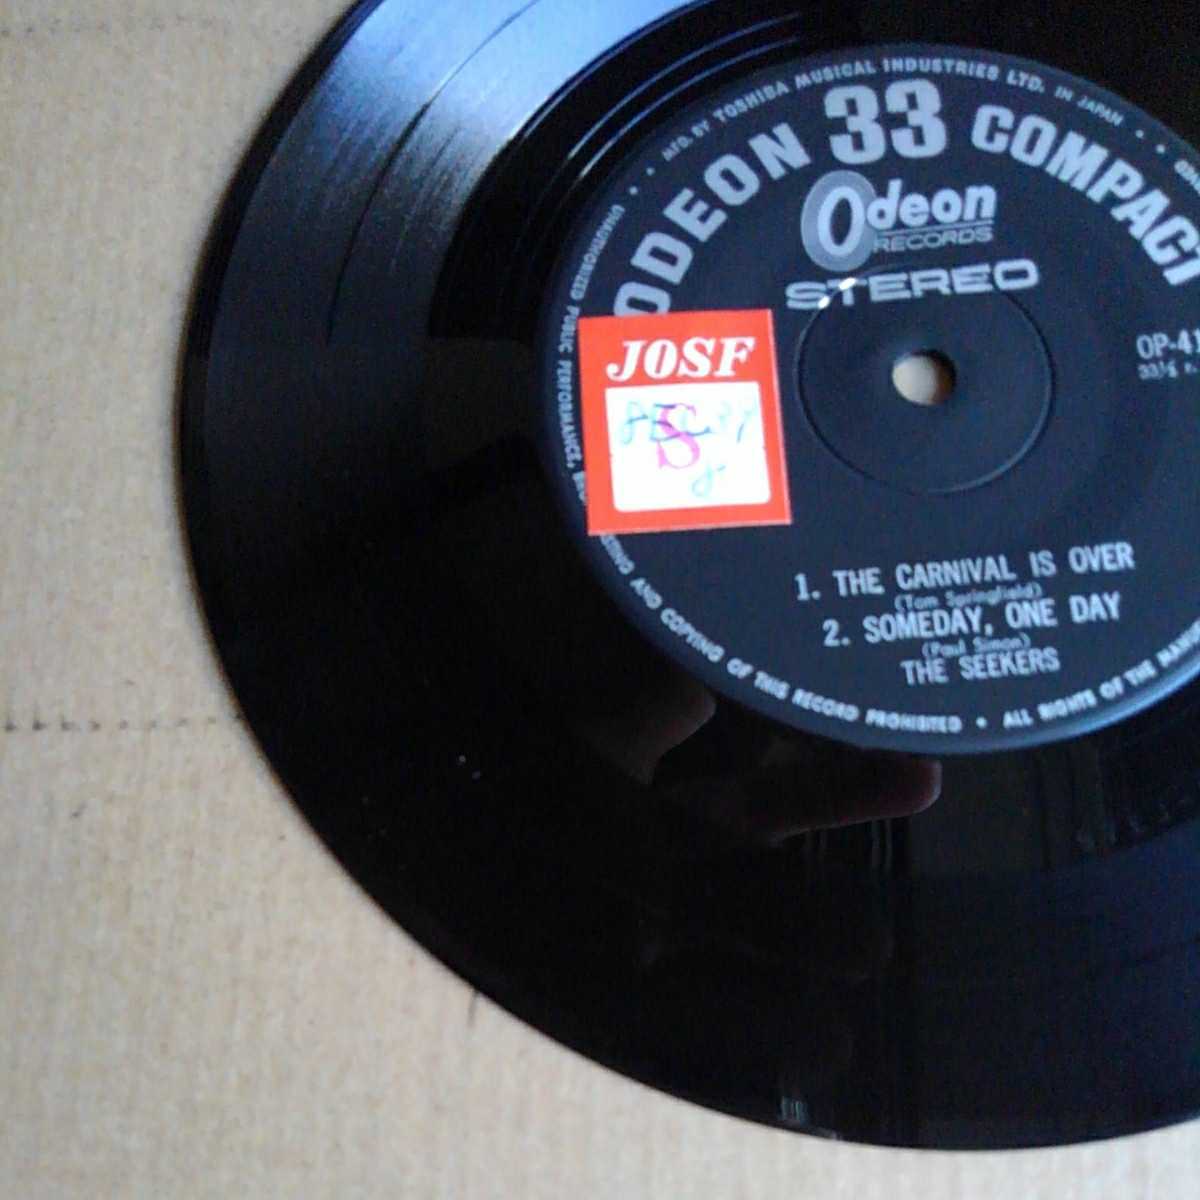 MFD. BY TOSHIBA MUSICAL INDUSTRIES LTD. IN JAPAN
ODEON 33 COMPACT
Odeon
RECORDS
STEREO
JOSF
S
OP-41
33⅓ r.
1. THE CARNIVAL IS OVER
(Tom Springfield)
2. SOMEDAY, ONE DAY
(Paul Simon)
THE SEEKERS
UNAUTHORIZED PUBLIC PERFORMANCE, AND COPYING OF THIS RECORD PROHIBITED • ALL RIGHTS OF THE